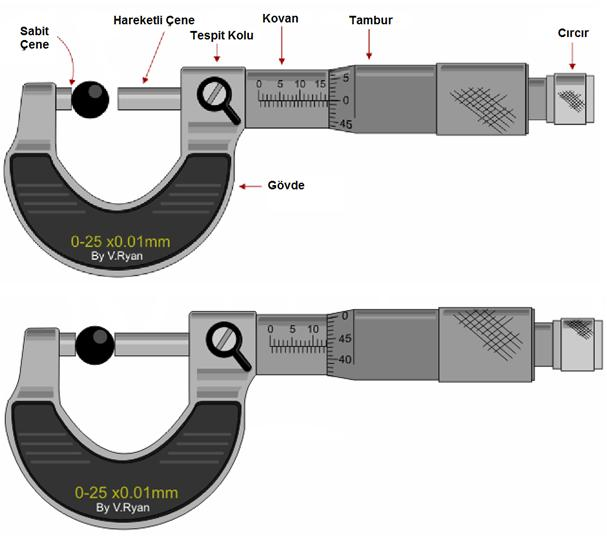 Sabit
Çene
Hareketli Çene
Tespit Kolu
Kovan
Tambur
Cırcır
0 5 10 15
5
0
45
Gövde
0-25 x0.01mm
By V.Ryan
0 5 10
0
45
40
0-25 x0.01mm
By V.Ryan